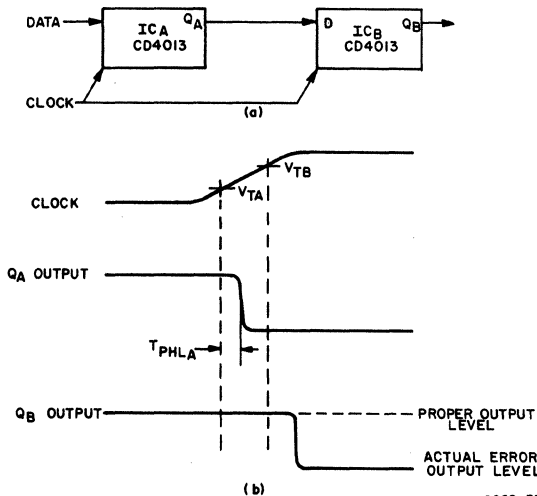 DATA
ICA
CD4013
QA
D
ICB
CD4013
QB
CLOCK
(a)
VTB
VTA
CLOCK
QA OUTPUT
TPHLA
QB OUTPUT
PROPER OUTPUT
LEVEL
ACTUAL ERROR
OUTPUT LEVEL
(b)